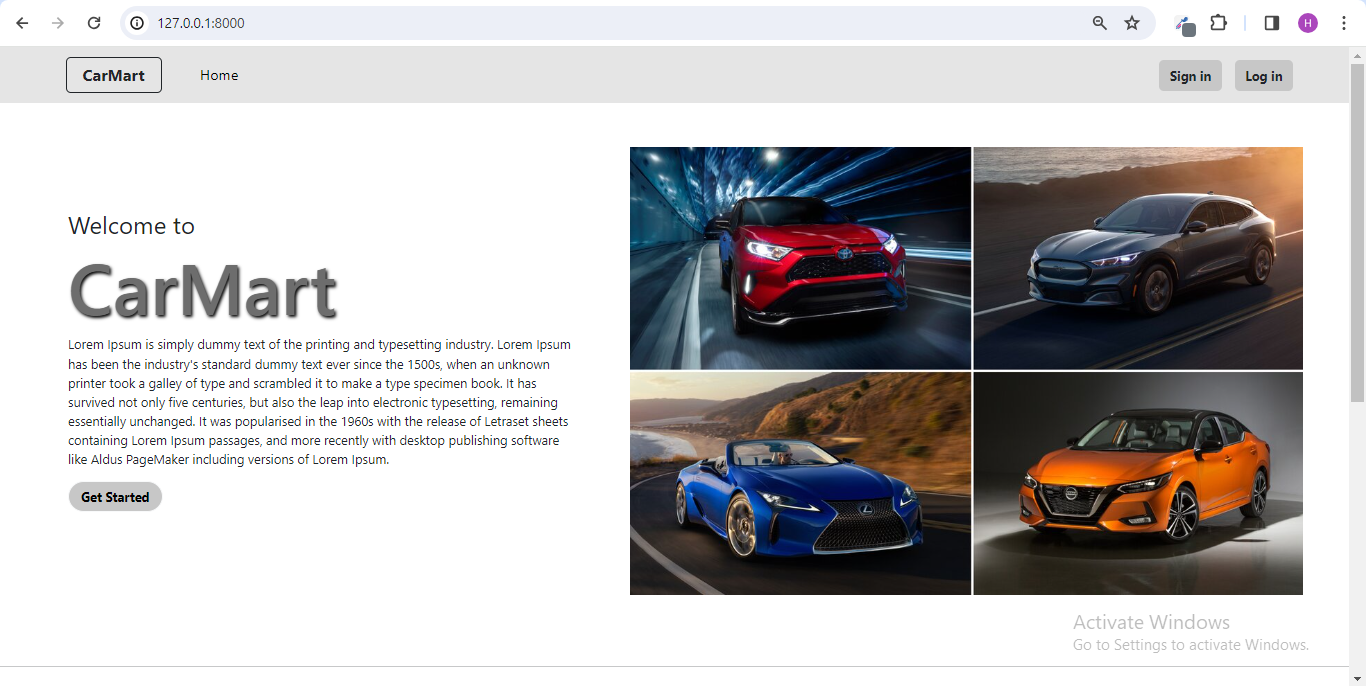 127.0.0.1:8000
H
CarMart
Home
Sign in
Log in
Welcome to
CarMart
Lorem Ipsum is simply dummy text of the printing and typesetting industry. Lorem Ipsum
has been the industry's standard dummy text ever since the 1500s, when an unknown
printer took a galley of type and scrambled it to make a type specimen book. It has
survived not only five centuries, but also the leap into electronic typesetting, remaining
essentially unchanged. It was popularised in the 1960s with the release of Letraset sheets
containing Lorem Ipsum passages, and more recently with desktop publishing software
like Aldus PageMaker including versions of Lorem Ipsum.
Get Started
Activate Windows
Go to Settings to activate Windows.